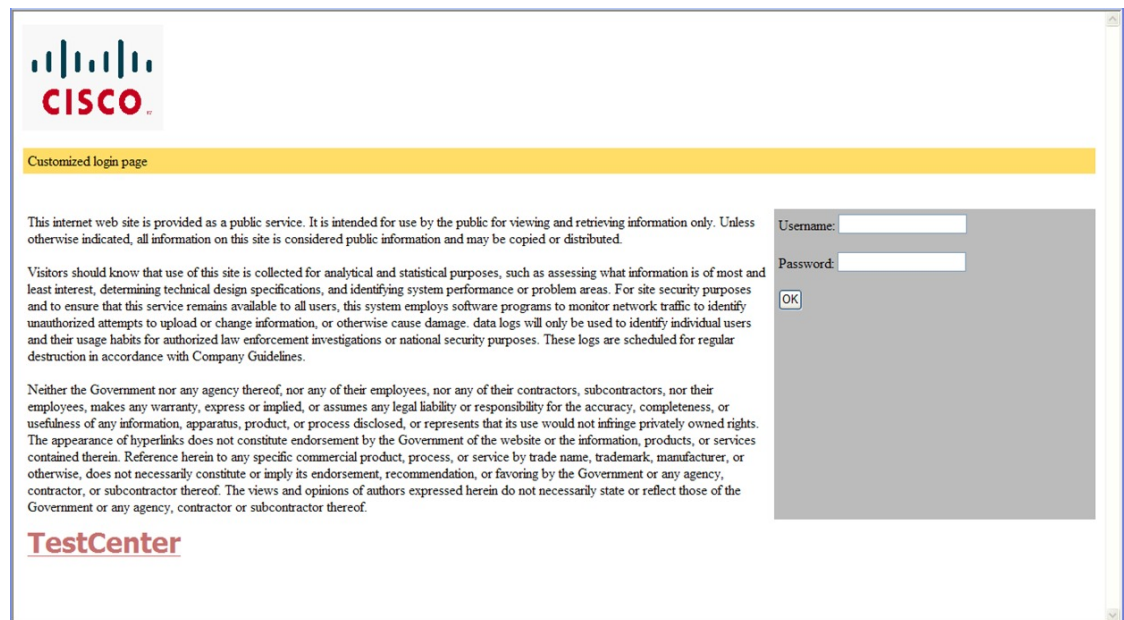 CISCO
Customized login page
This internet web site is provided as a public service. It is intended for use by the public for viewing and retrieving information only. Unless
otherwise indicated, all information on this site is considered public information and may be copied or distributed.
Username:
Visitors should know that use of this site is collected for analytical and statistical purposes, such as assessing what information is of most and
least interest, determining technical design specifications, and identifying system performance or problem areas. For site security purposes
and to ensure that this service remains available to all users, this system employs software programs to monitor network traffic to identify
unauthorized attempts to upload or change information, or otherwise cause damage. data logs will only be used to identify individual users
and their usage habits for authorized law enforcement investigations or national security purposes. These logs are scheduled for regular
destruction in accordance with Company Guidelines.
Password:
OK
Neither the Government nor any agency thereof, nor any of their employees, nor any of their contractors, subcontractors, nor their
employees, makes any warranty, express or implied, or assumes any legal liability or responsibility for the accuracy, completeness, or
usefulness of any information, apparatus, product, or process disclosed, or represents that its use would not infringe privately owned rights.
The appearance of hyperlinks does not constitute endorsement by the Government of the website or the information, products, or services
contained therein. Reference herein to any specific commercial product, process, or service by trade name, trademark, manufacturer, or
otherwise, does not necessarily constitute or imply its endorsement, recommendation, or favoring by the Government or any agency,
contractor, or subcontractor thereof. The views and opinions of authors expressed herein do not necessarily state or reflect those of the
Government or any agency, contractor or subcontractor thereof.
TestCenter